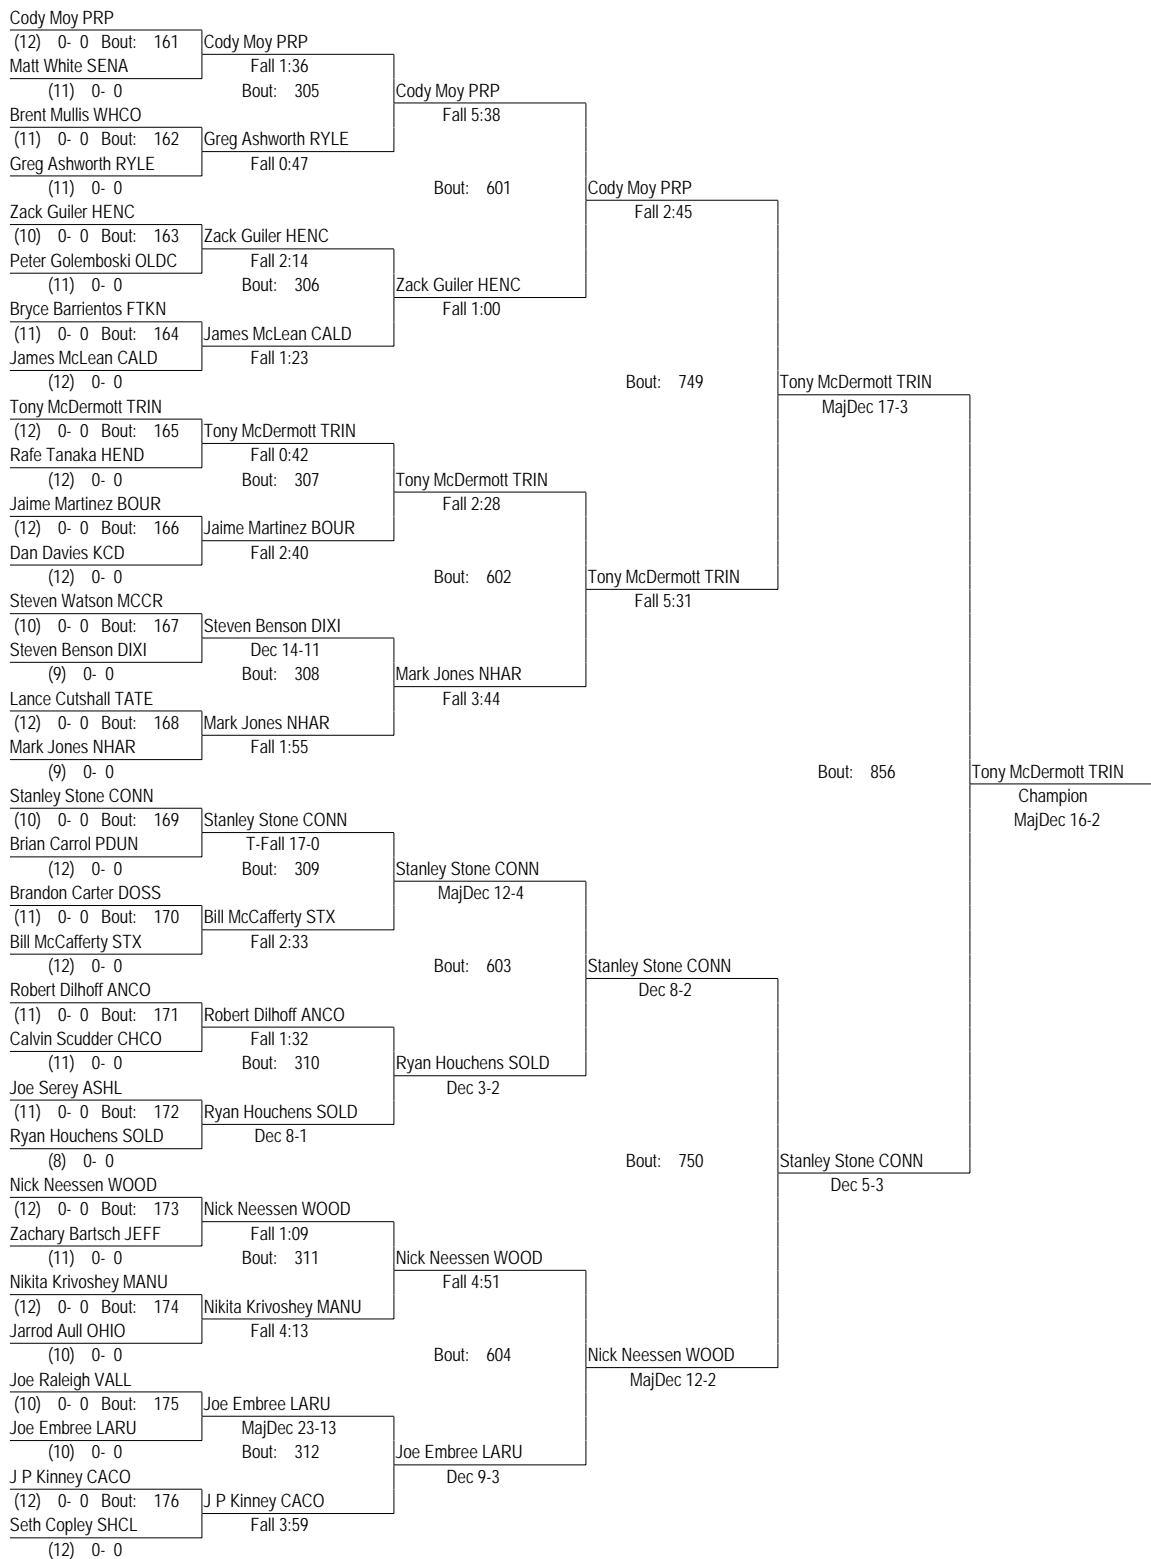 Cody Moy PRP
(12) 0- 0 Bout: 161 Cody Moy PRP
Matt White SENA Fall 1:36
(11) 0- 0 Bout: 305 Cody Moy PRP
Brent Mullis WHCO Fall 5:38
(11) 0- 0 Bout: 162 Greg Ashworth RYLE
Greg Ashworth RYLE Fall 0:47
(11) 0- 0 Bout: 601 Cody Moy PRP
Zack Guiler HENC Fall 2:45
(10) 0- 0 Bout: 163 Zack Guiler HENC
Peter Golemboski OLDC Fall 2:14
(11) 0- 0 Bout: 306 Zack Guiler HENC
Bryce Barrientos FTKN Fall 1:00
(11) 0- 0 Bout: 164 James McLean CALD
James McLean CALD Fall 1:23
(12) 0- 0 Bout: 749 Tony McDermott TRIN
Tony McDermott TRIN MajDec 17-3
(12) 0- 0 Bout: 165 Tony McDermott TRIN
Rafe Tanaka HEND Fall 0:42
(12) 0- 0 Bout: 307 Tony McDermott TRIN
Jaime Martinez BOUR Fall 2:28
(12) 0- 0 Bout: 166 Jaime Martinez BOUR
Dan Davies KCD Fall 2:40
(12) 0- 0 Bout: 602 Tony McDermott TRIN
Steven Watson MCCR Fall 5:31
(10) 0- 0 Bout: 167 Steven Benson DIXI
Steven Benson DIXI Dec 14-11
(9) 0- 0 Bout: 308 Mark Jones NHAR
Lance Cutshall TATE Fall 3:44
(12) 0- 0 Bout: 168 Mark Jones NHAR
Mark Jones NHAR Fall 1:55
(9) 0- 0 Bout: 856 Tony McDermott TRIN
Stanley Stone CONN Champion
(10) 0- 0 Bout: 169 Stanley Stone CONN MajDec 16-2
Brian Carrol PDUN T-Fall 17-0
(12) 0- 0 Bout: 309 Stanley Stone CONN
Brandon Carter DOSS MajDec 12-4
(11) 0- 0 Bout: 170 Bill McCafferty STX
Bill McCafferty STX Fall 2:33
(12) 0- 0 Bout: 603 Stanley Stone CONN
Robert Dilhoff ANCO Dec 8-2
(11) 0- 0 Bout: 171 Robert Dilhoff ANCO
Calvin Scudder CHCO Fall 1:32
(11) 0- 0 Bout: 310 Ryan Houchens SOLD
Joe Serey ASHL Dec 3-2
(11) 0- 0 Bout: 172 Ryan Houchens SOLD
Ryan Houchens SOLD Dec 8-1
(8) 0- 0 Bout: 750 Stanley Stone CONN
Nick Neessen WOOD Dec 5-3
(12) 0- 0 Bout: 173 Nick Neessen WOOD
Zachary Bartsch JEFF Fall 1:09
(11) 0- 0 Bout: 311 Nick Neessen WOOD
Nikita Krivoshey MANU Fall 4:51
(12) 0- 0 Bout: 174 Nikita Krivoshey MANU
Jarrod Aull OHIO Fall 4:13
(10) 0- 0 Bout: 604 Nick Neessen WOOD
Joe Raleigh VALL MajDec 12-2
(10) 0- 0 Bout: 175 Joe Embree LARU
Joe Embree LARU MajDec 23-13
(10) 0- 0 Bout: 312 Joe Embree LARU
J P Kinney CACO Dec 9-3
(12) 0- 0 Bout: 176 J P Kinney CACO
Seth Copley SHCL Fall 3:59
(12) 0- 0